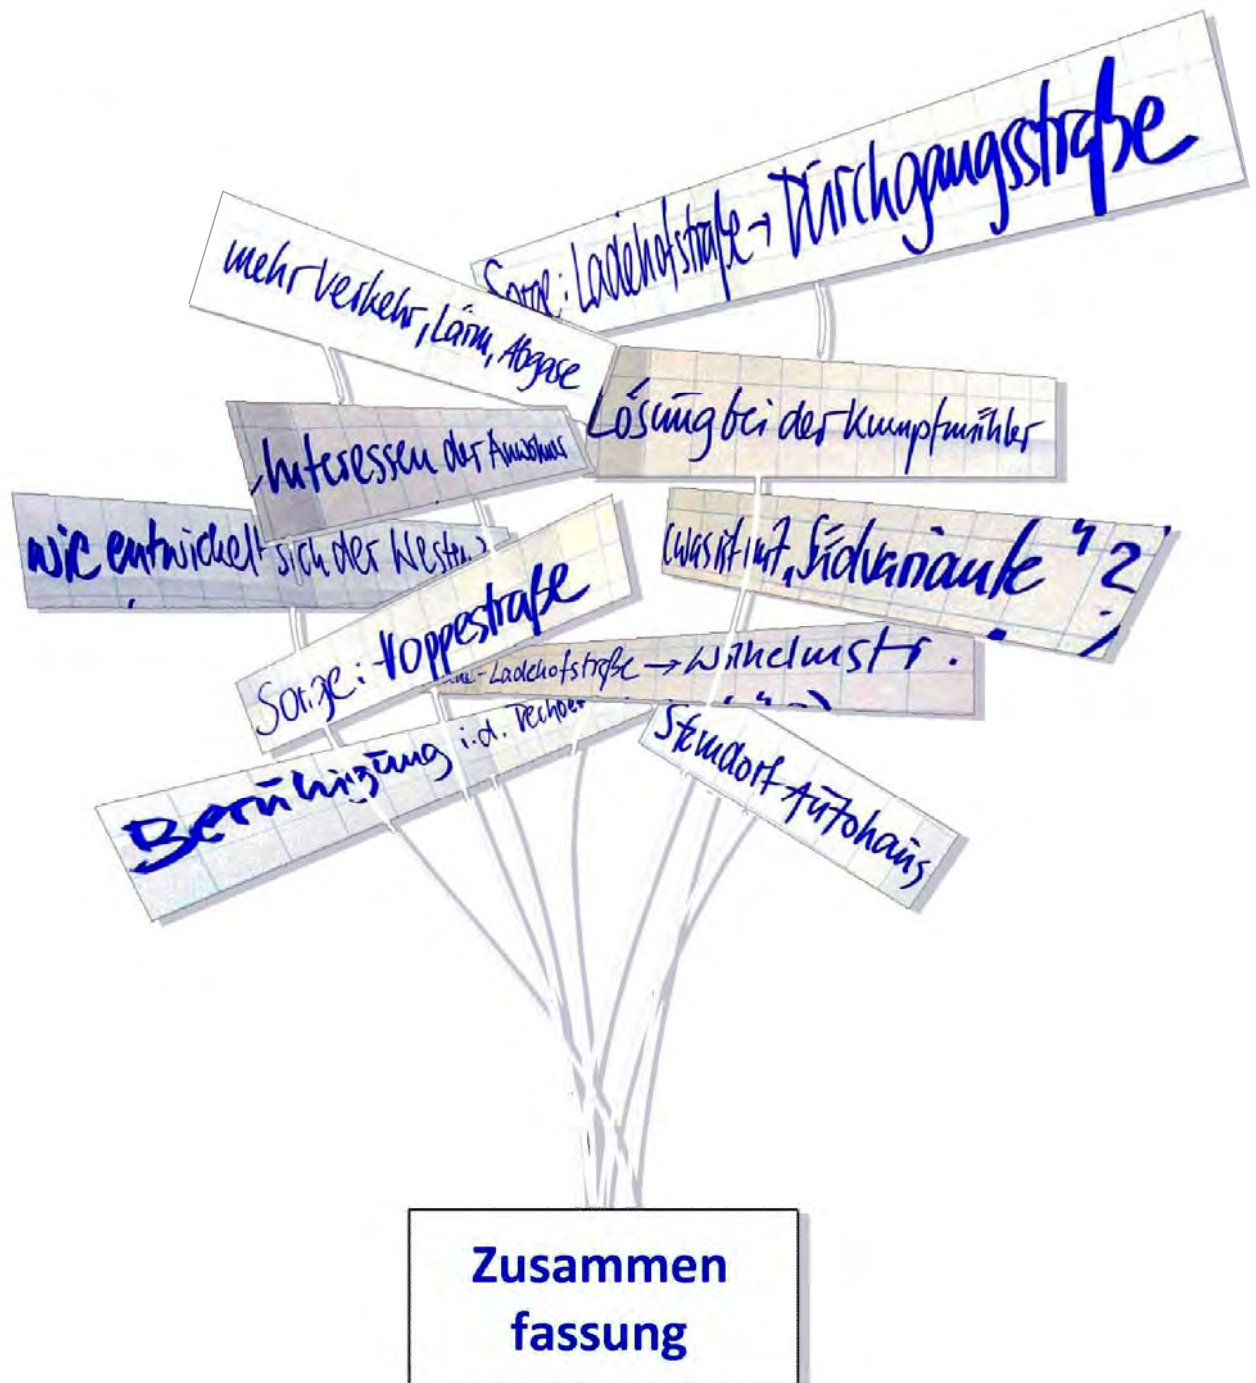 Sorge: Ladehofstraße → Durchgangsstraße
mehr Verkehr, Lärm, Abgase
Lösung bei der Kumpfmühler
Interessen der Anwohner
wie entwickelt sich der Westen?
(was ist mit „Südvariante"?)
Sorge: Hoppestraße
Ladehofstraße → Wilhelmstr.
Beruhigung i.d.
Autohaus
Zusammen
fassung